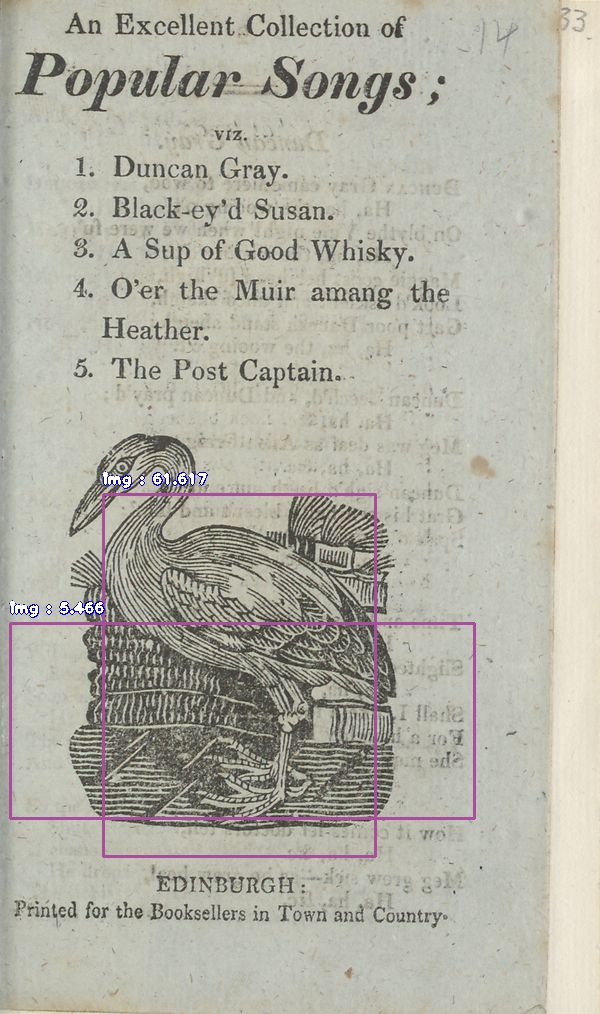 An Excellent Collection of
14
33
Popular Songs;
viz.
1. Duncan Gray.
2. Black-ey'd Susan.
3. A Sup of Good Whisky.
4. O'er the Muir amang the
Heather.
5. The Post Captain.
Img : 61.617
Img : 5.466
EDINBURGH:
Printed for the Booksellers in Town and Country.